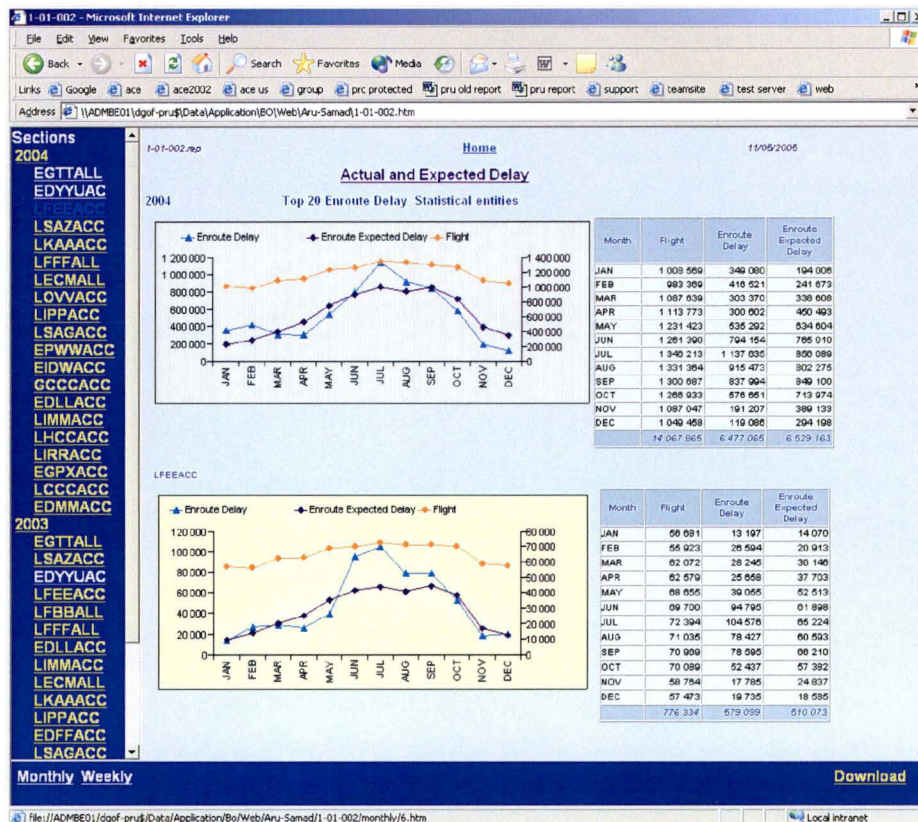 1-01-002 - Microsoft Internet Explorer
File Edit View Favorites Tools Help
Back Search Favorites Media
Links Google ace ace2002 ace us group prc protected pru old report pru report support teamsite test server web
Address \\ADMBE01\dgof-pru$\Data\Application\BO\Web\Aru-Samad\1-01-002.htm
Sections
2004
EGTTALL
EDYYUAC
LFEEACC
LSAZACC
LKAAACC
LFFFALL
LECMALL
LOVVACC
LIPPACC
LSAGACC
EPWWACC
EIDWACC
GCCCACC
EDLLACC
LIMMACC
LHCCACC
LIRRACC
EGPXACC
LCCCACC
EDMMACC
2003
EGTTALL
LSAZACC
EDYYUAC
LFEEACC
LFBBALL
LFFFALL
EDLLACC
LIMMACC
LECMALL
LKAAACC
LIPPACC
EDFFACC
LSAGACC
1-01-002.rep Home 11/05/2006
Actual and Expected Delay
2004 Top 20 Enroute Delay Statistical entities
Enroute Delay Enroute Expected Delay Flight
1 200 000
1 000 000
800 000
600 000
400 000
200 000
0
1 400 000
1 200 000
1 000 000
800 000
600 000
400 000
200 000
0
JAN FEB MAR APR MAY JUN JUL AUG SEP OCT NOV DEC
Month Flight Enroute Delay Enroute Expected Delay
JAN 1 008 569 349 080 194 006
FEB 983 369 416 521 241 673
MAR 1 087 639 303 370 338 608
APR 1 113 773 300 602 450 493
MAY 1 231 423 535 292 634 604
JUN 1 261 390 794 154 765 010
JUL 1 346 213 1 137 635 856 089
AUG 1 331 364 915 473 802 275
SEP 1 300 687 837 994 849 100
OCT 1 266 933 576 651 713 974
NOV 1 087 047 191 207 389 133
DEC 1 049 458 119 086 294 198
14 067 865 6 477 065 6 529 163
LFEEACC
Enroute Delay Enroute Expected Delay Flight
120 000
100 000
80 000
60 000
40 000
20 000
0
60 000
70 000
60 000
50 000
40 000
30 000
20 000
10 000
0
JAN FEB MAR APR MAY JUN JUL AUG SEP OCT NOV DEC
Month Flight Enroute Delay Enroute Expected Delay
JAN 56 681 13 197 14 070
FEB 55 923 26 594 20 913
MAR 62 072 28 245 30 146
APR 62 579 25 658 37 703
MAY 68 655 39 055 52 513
JUN 69 700 94 795 61 898
JUL 72 394 104 576 65 224
AUG 71 035 78 427 60 593
SEP 70 969 78 595 66 210
OCT 70 089 52 437 57 382
NOV 58 764 17 785 24 837
DEC 57 473 19 735 18 585
776 334 579 099 510 073
Monthly Weekly Download
file://ADMBE01/dgof-pru$/Data/Application/Bo/Web/Aru-Samad/1-01-002/monthly/6.htm Local intranet